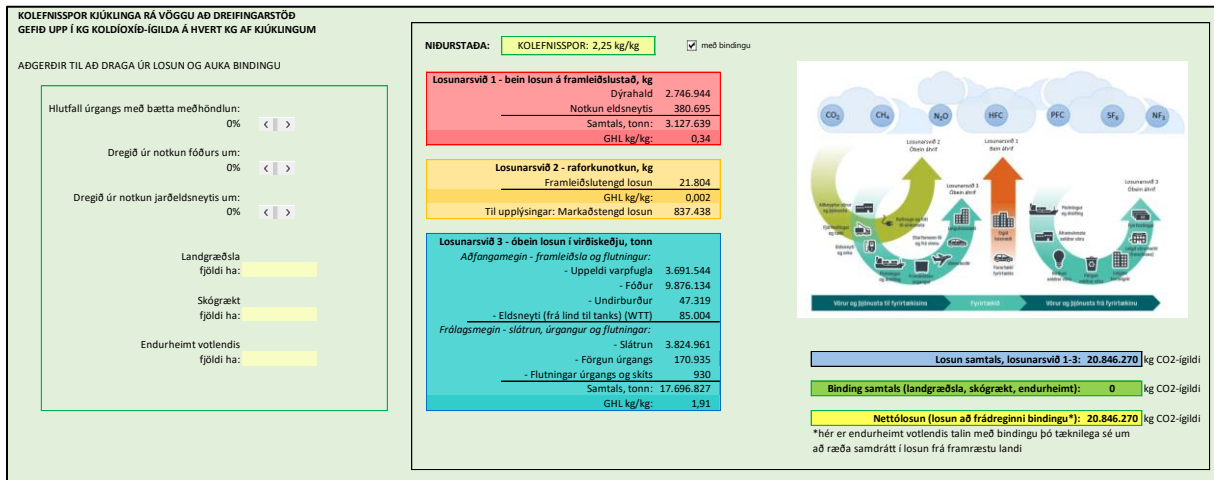 KOLEFNISSPOR KJÚKLINGA RÁ VÖGGU AÐ DREIFINGARSTÖÐ
GEFIÐ UPP Í KG KOLDÍOXÍÐ-ÍGILDA Á HVERT KG AF KJÚKLINGUM
AÐGERÐIR TIL AÐ DRAGA ÚR LOSUN OG AUKA BINDINGU
Hlutfall úrgangs með bætta meðhöndlun:
0%
Dregið úr notkun fóðurs um:
0%
Dregið úr notkun jarðeldsneytis um:
0%
Landgræðsla
fjöldi ha:
Skógrækt
fjöldi ha:
Endurheimt votlendis
fjöldi ha:
NIÐURSTAÐA: KOLEFNISSPOR: 2,25 kg/kg með bindingu
Losunarsvið 1 - bein losun á framleiðslustað, kg
Dýrahald 2.746.944
Notkun eldsneytis 380.695
Samtals, tonn: 3.127.639
GHL kg/kg: 0,34
Losunarsvið 2 - raforkunotkun, kg
Framleiðslutengd losun 21.804
GHL kg/kg: 0,002
Til upplýsingar: Markaðstengd losun 837.438
Losunarsvið 3 - óbein losun í virðiskeðju, tonn
Aðfangamegin - framleiðsla og flutningur:
- Uppeldi varpfugla 3.691.544
- Fóður 9.876.134
- Undirburður 47.319
- Eldsneyti (frá lind til tanks) (WTT) 85.004
Frálagsmegin - slátrun, úrgangur og flutningar:
- Slátrun 3.824.961
- Förgun úrgangs 170.935
- Flutningar úrgangs og skíts 930
Samtals, tonn: 17.696.827
GHL kg/kg: 1,91
CO2 CH4 N2O HFC PFC SF6 NF3
Losunarsvið 2
Óbein áhrif
Losunarsvið 1
Bein áhrif
Losunarsvið 3
Óbein áhrif
Losunarsvið 3
Óbein áhrif
Vörur og þjónusta til fyrirtækisins
Fyrirtækið
Vörur og þjónusta frá fyrirtækinu
Losun samtals, losunarsvið 1-3: 20.846.270 kg CO2-ígildi
Binding samtals (landgræðsla, skógrækt, endurheimt): 0 kg CO2-ígildi
Nettólosun (losun að frádreginni bindingu*): 20.846.270 kg CO2-ígildi
*hér er endurheimt votlendis talin með bindingu þó tæknilega sé um
að ræða samdrátt í losun frá framræstu landi